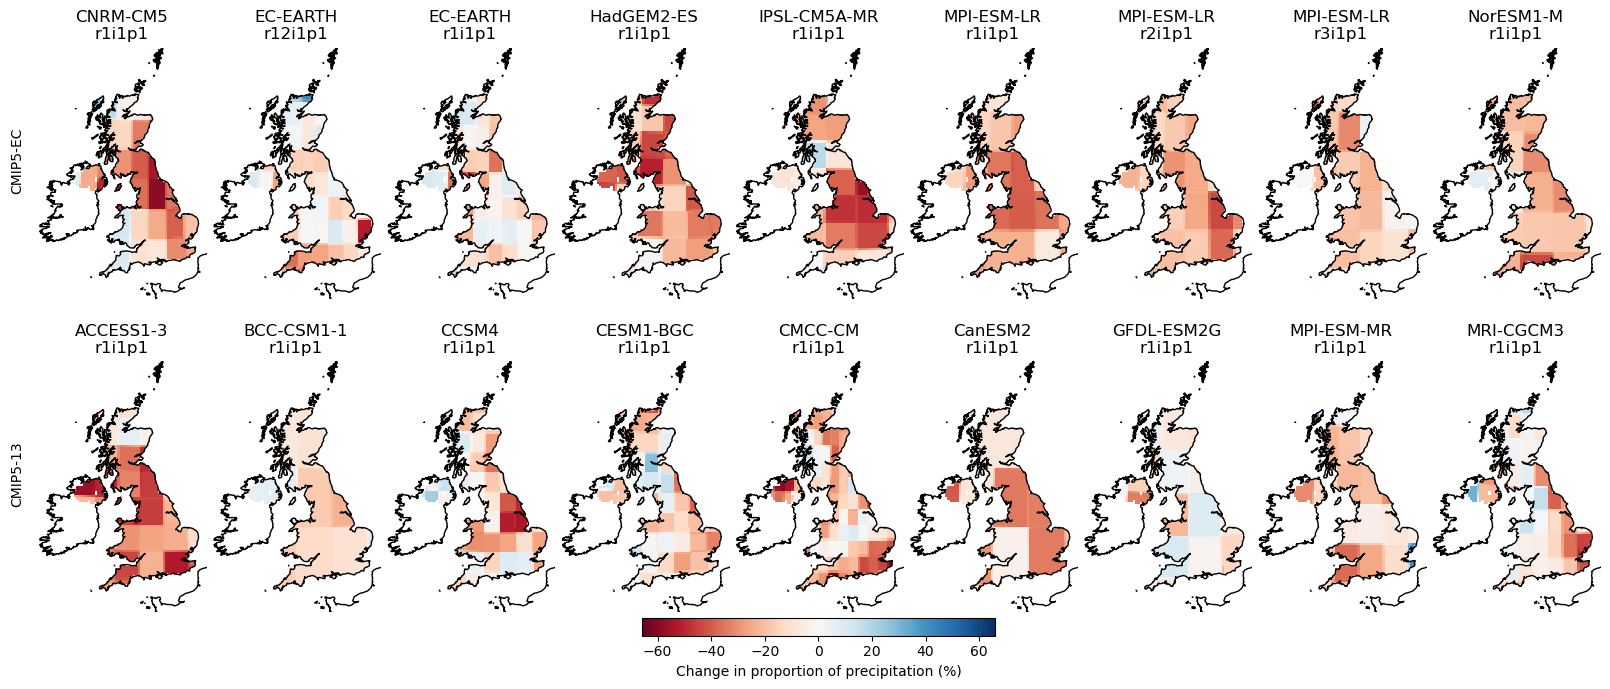 CNRM-CM5 EC-EARTH EC-EARTH HadGEM2-ES IPSL-CM5A-MR MPI-ESM-LR MPI-ESM-LR MPI-ESM-LR NorESM1-M
r1i1p1 r12i1p1 r1i1p1 r1i1p1 r1i1p1 r1i1p1 r2i1p1 r3i1p1 r1i1p1
CMIP5-EC
ACCESS1-3 BCC-CSM1-1 CCSM4 CESM1-BGC CMCC-CM CanESM2 GFDL-ESM2G MPI-ESM-MR MRI-CGCM3
r1i1p1 r1i1p1 r1i1p1 r1i1p1 r1i1p1 r1i1p1 r1i1p1 r1i1p1 r1i1p1
CMIP5-13
−60 −40 −20 0 20 40 60
Change in proportion of precipitation (%)